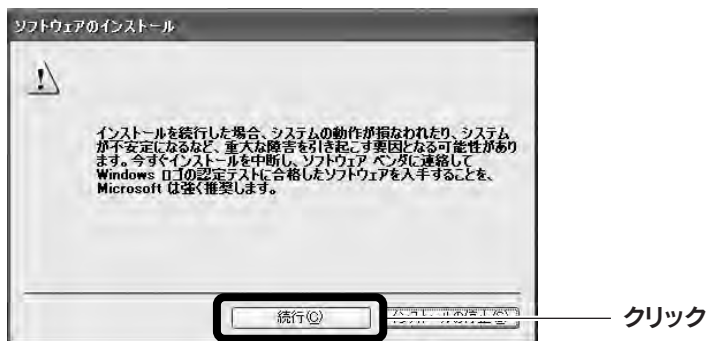 ソフトウェアのインストール
インストールを続行した場合、システムの動作が損なわれたり、システム
が不安定になるなど、重大な障害を引き起こす要因となる可能性があり
ます。今すぐインストールを中断し、ソフトウェア ベンダに連絡して
Windows ロゴの認定テストに合格したソフトウェアを入手することを、
Microsoft は強く推奨します。
続行(C)
クリック